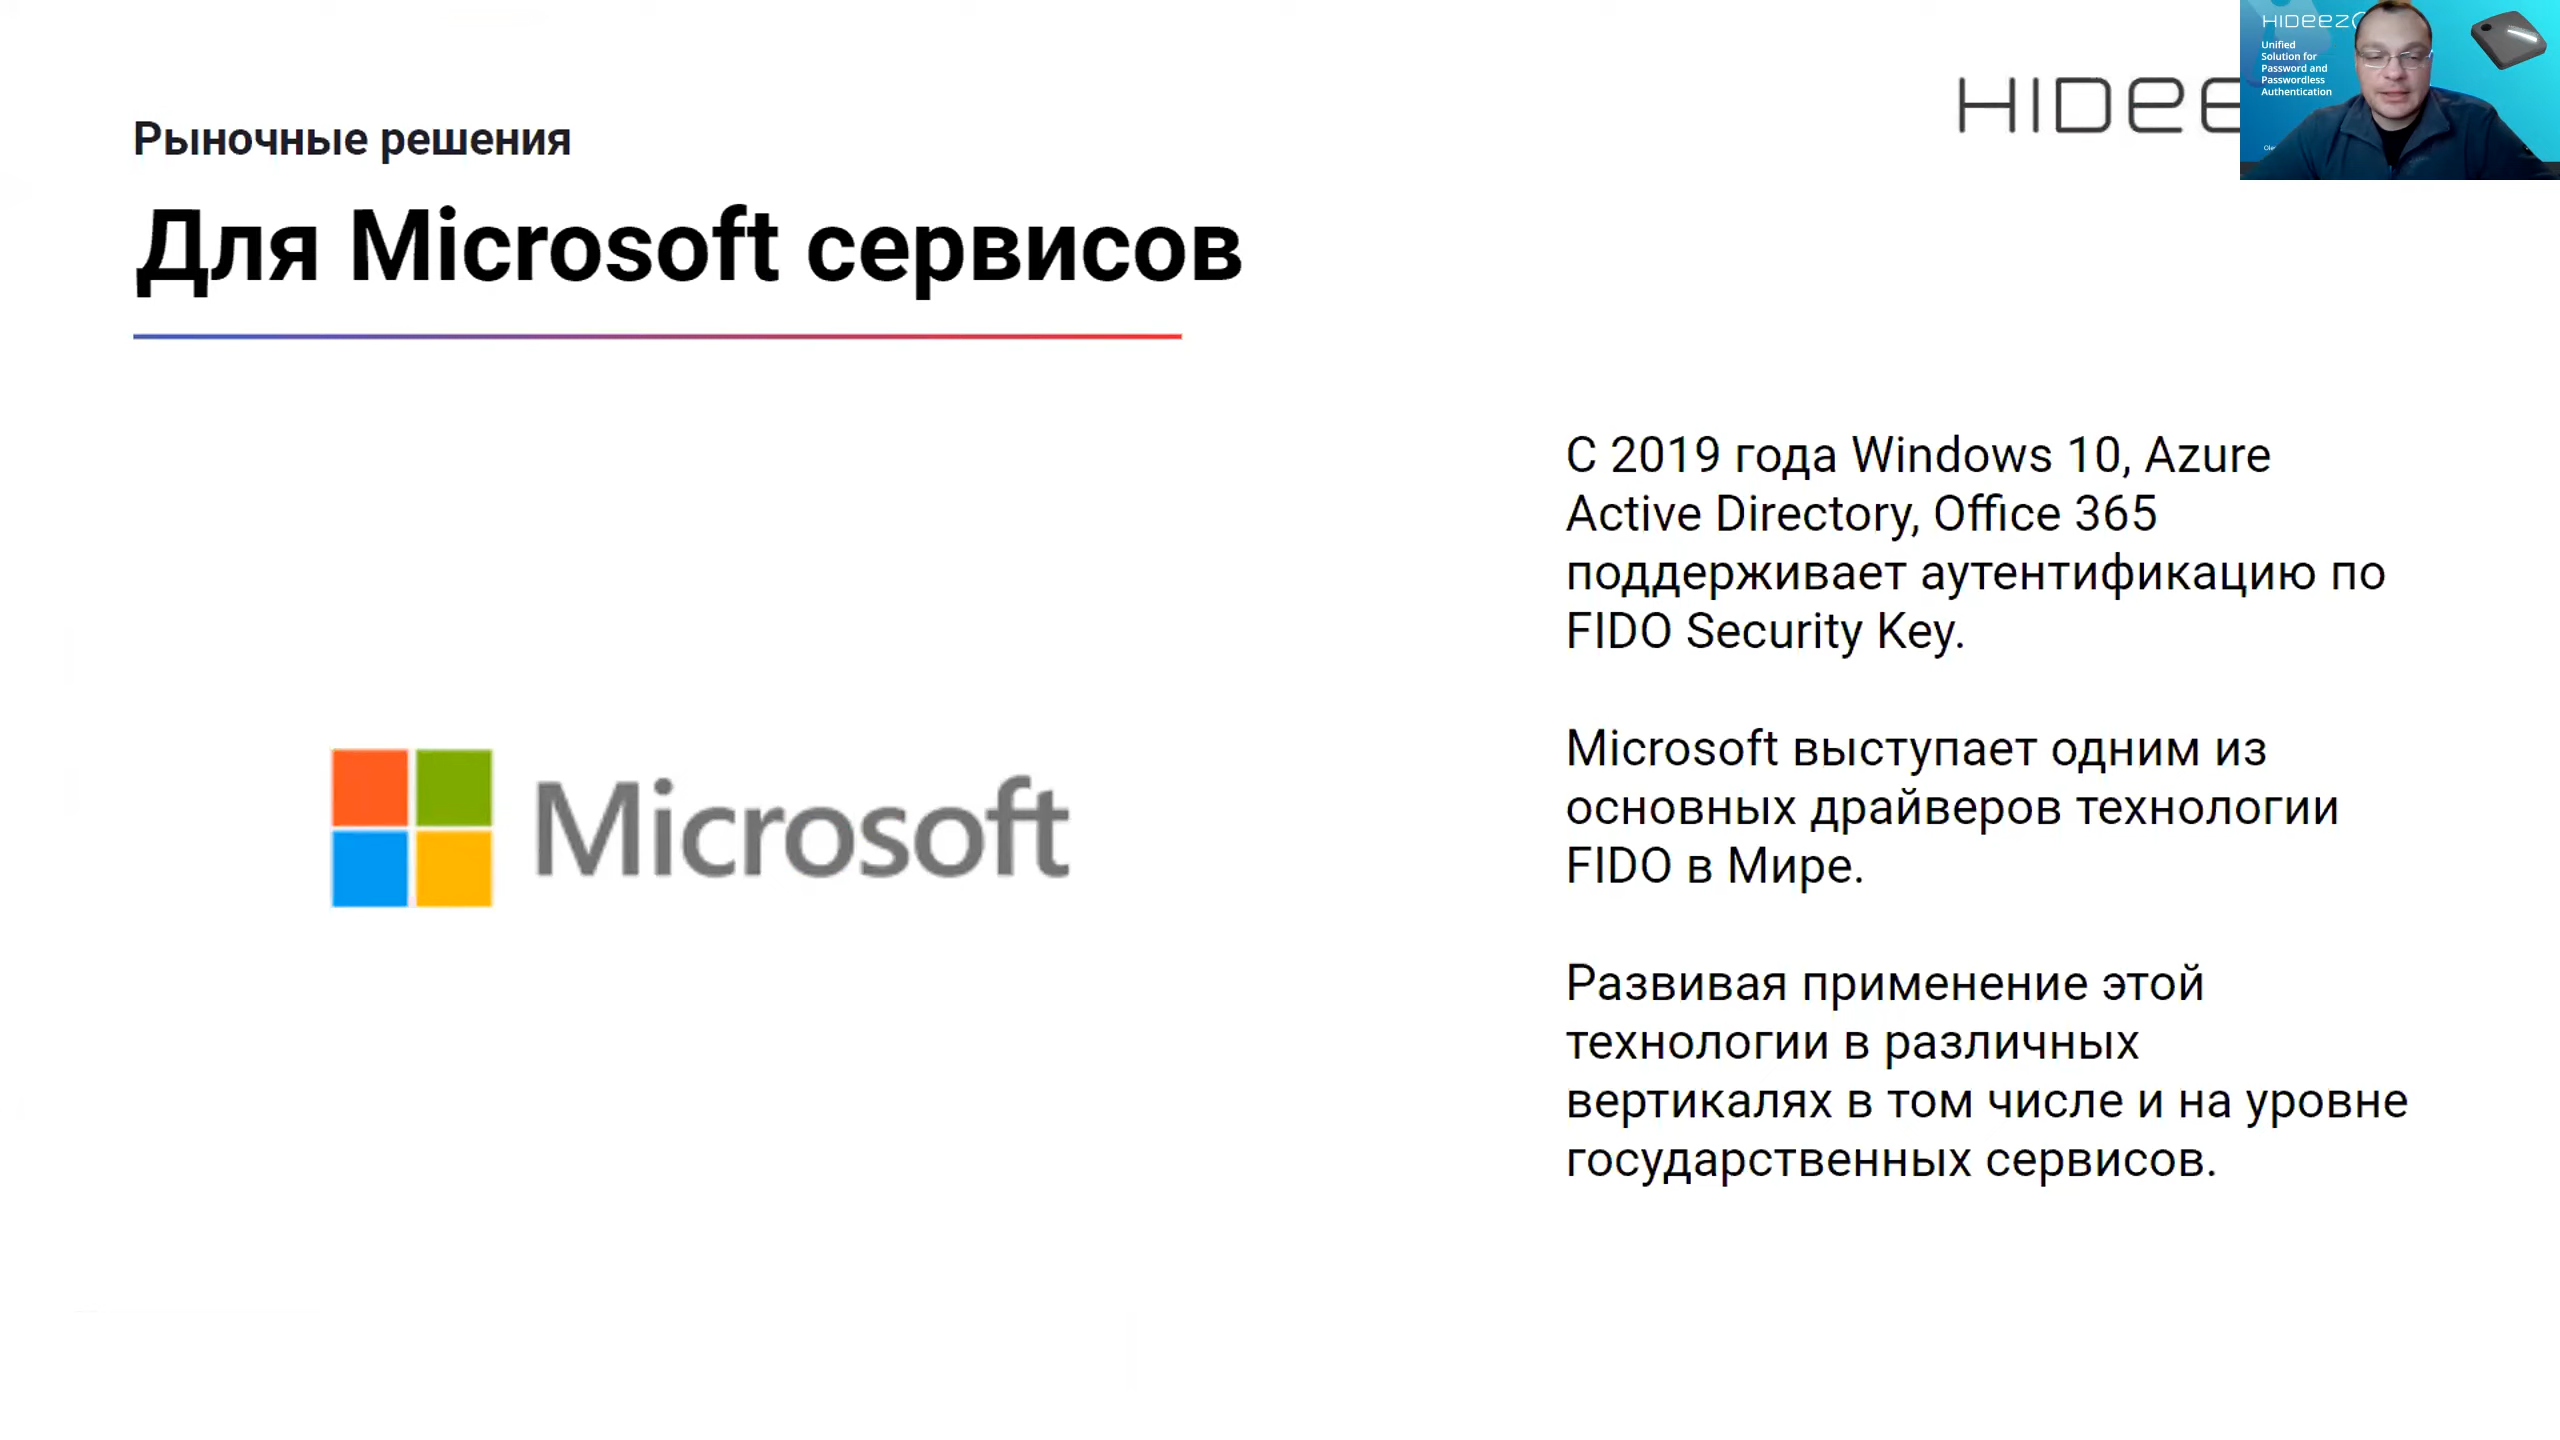 Рыночные решения
Для Microsoft сервисов
HIDEE
HIDEEZ
Unified
Solution for
Password and
Passwordless
Authentication
Microsoft
С 2019 года Windows 10, Azure
Active Directory, Office 365
поддерживает аутентификацию по
FIDO Security Key.
Microsoft выступает одним из
основных драйверов технологии
FIDO в Мире.
Развивая применение этой
технологии в различных
вертикалях в том числе и на уровне
государственных сервисов.